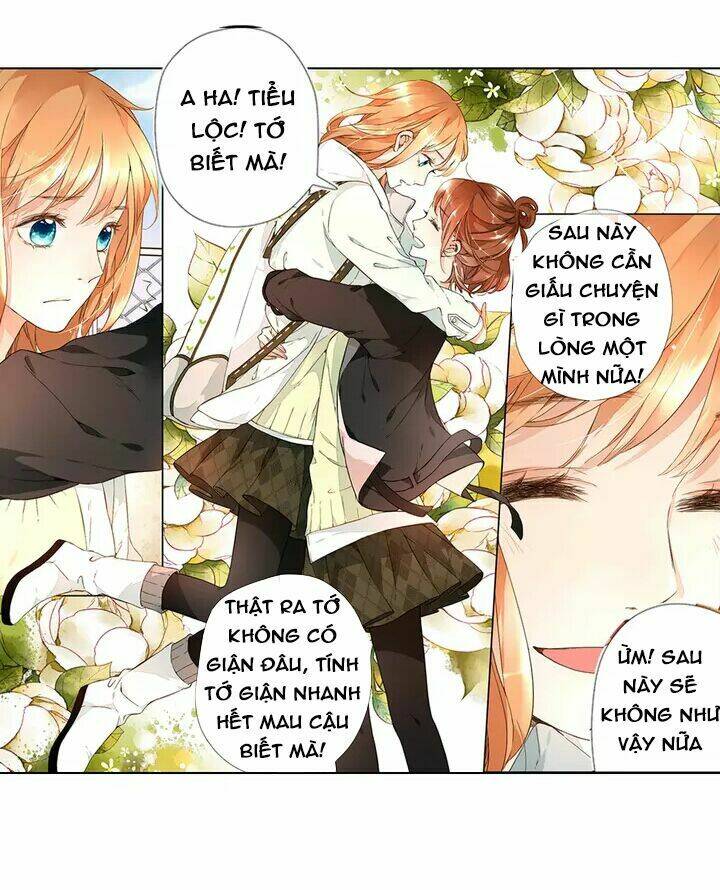 A HA! TIỂU
LỘC! TỚ
BIẾT MÀ!
SAU NÀY
KHÔNG CẦN
GIẤU CHUYỆN
GÌ TRONG
LÒNG MỘT
MÌNH NỮA!
THẬT RA TỚ
KHÔNG CÓ
GIẬN ĐÂU, TÍNH
TỚ GIẬN NHANH
HẾT MAU CẬU
BIẾT MÀ!
ỪM! SAU
NÀY SẼ
KHÔNG NHƯ
VẬY NỮA